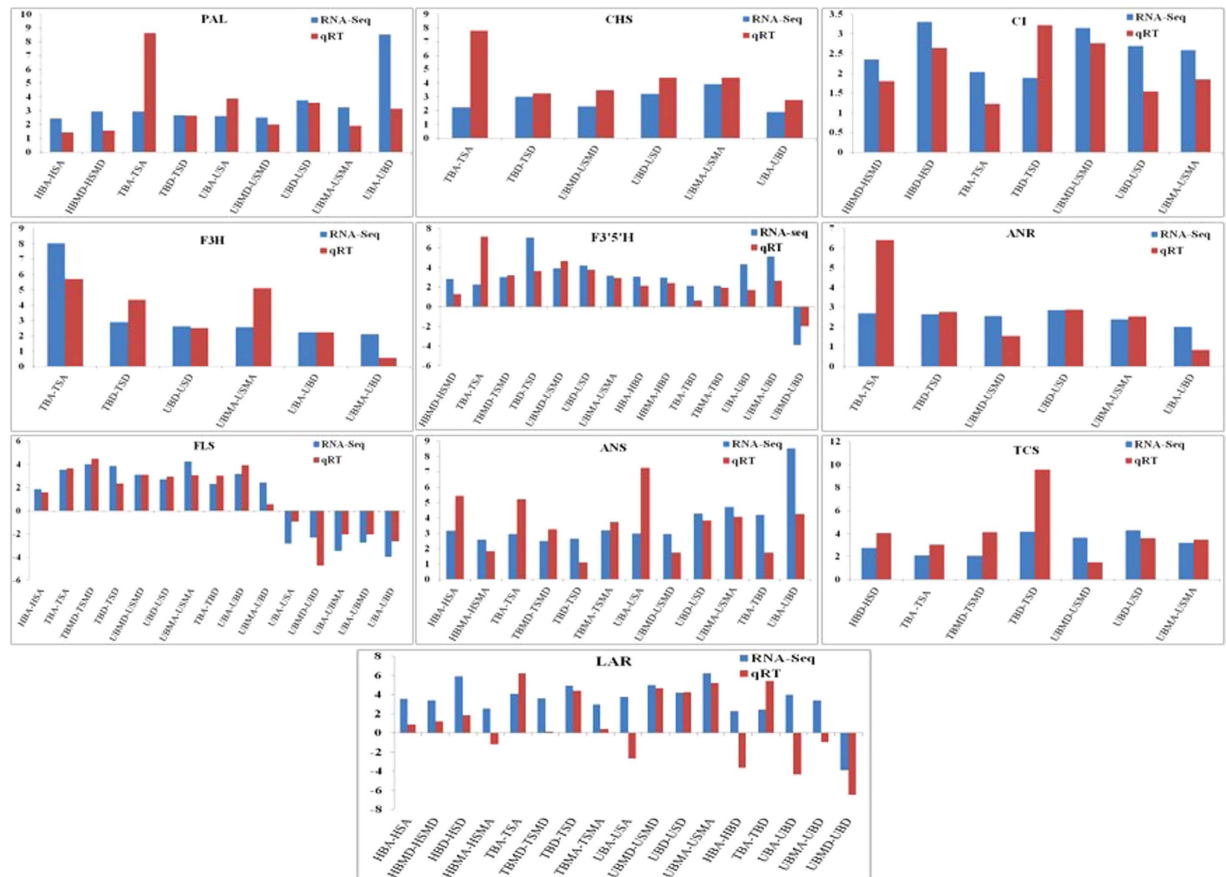 PAL
RNA-Seq
qRT
10
9
8
7
6
5
4
3
2
1
0
HBA-HSA
HBMD-HSMD
TBA-TSA
TBD-TSD
UBA-USA
UBMD-USMD
UBD-USD
UBMA-USMA
UBA-UBD
CHS
RNA-Seq
qRT
9
8
7
6
5
4
3
2
1
0
TBA-TSA
TBD-TSD
UBMD-USMD
UBD-USD
UBMA-USMA
UBA-UBD
CI
RNA-Seq
qRT
3.5
3
2.5
2
1.5
1
0.5
0
HBMD-HSMD
HBD-HSD
TBA-TSA
TBD-TSD
UBMD-USMD
UBD-USD
UBMA-USMA
F3H
RNA-Seq
qRT
9
8
7
6
5
4
3
2
1
0
TBA-TSA
TBD-TSD
UBD-USD
UBMA-USMA
UBA-UBD
UBMA-UBD
F3'5'H
RNA-seq
qRT
8
6
4
2
0
-2
-4
-6
HBMD-HSMD
TBA-TSA
TBMD-TSMD
TBD-TSD
UBMD-USMD
UBD-USD
UBMA-USMA
HBA-HBD
HBMA-HBD
TBA-TBD
TBMA-TBD
UBA-UBD
UBMA-UBD
UBMD-UBD
ANR
RNA-Seq
qRT
7
6
5
4
3
2
1
0
TBA-TSA
TBD-TSD
UBMD-USMD
UBD-USD
UBMA-USMA
UBA-UBD
FLS
RNA-Seq
qRT
6
4
2
0
-2
-4
-6
HBA-HSA
TBA-TSA
TBMD-TSMD
TBD-TSD
UBMD-USMD
UBD-USD
UBMA-USMA
TBA-TBD
UBA-UBD
UBMA-UBD
UBA-USA
UBMD-UBD
UBA-UBMA
UBA-UBMD
UBA-UBD
ANS
RNA-Seq
qRT
9
8
7
6
5
4
3
2
1
0
HBA-HSA
HBMA-HSMA
TBA-TSA
TBMD-TSMD
TBD-TSD
TBMA-TSMA
UBA-USA
UBMD-USMD
UBD-USD
UBMA-USMA
TBA-TBD
UBA-UBD
TCS
RNA-Seq
qRT
12
10
8
6
4
2
0
HBD-HSD
TBA-TSA
TBMD-TSMD
TBD-TSD
UBMD-USMD
UBD-USD
UBMA-USMA
LAR
RNA-Seq
qRT
8
6
4
2
0
-2
-4
-6
-8
HBA-HSA
HBMD-HSMD
HBD-HSD
HBMA-HSMA
TBA-TSA
TBMD-TSMD
TBD-TSD
TBMA-TSMA
UBA-USA
UBMD-USMD
UBD-USD
UBMA-USMA
HBA-HBD
TBA-TBD
UBA-UBD
UBMA-UBD
UBMD-UBD